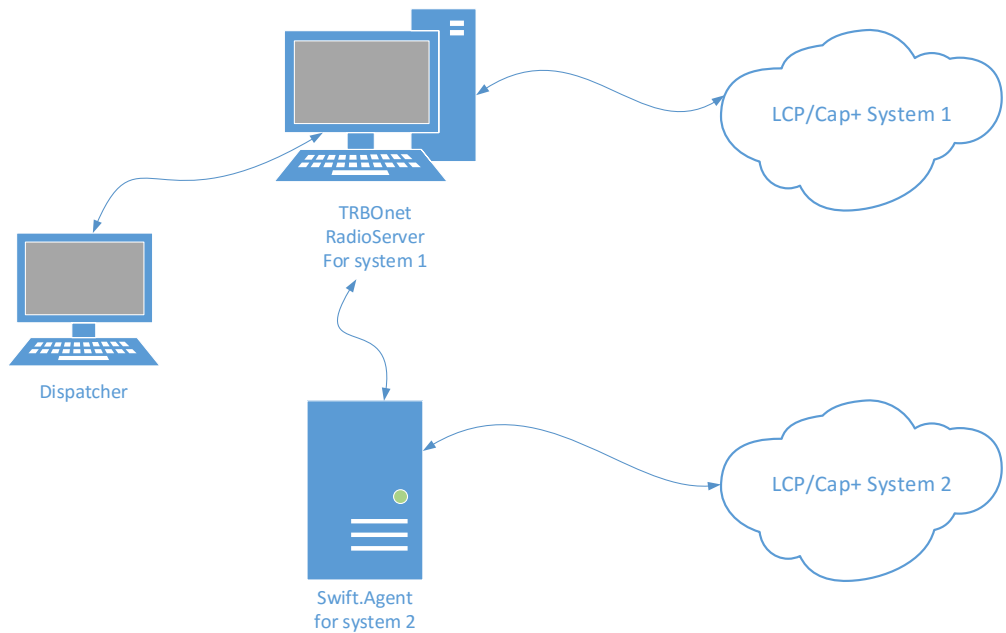 LCP/Cap+ System 1
TRBOnet
RadioServer
For system 1
Dispatcher
LCP/Cap+ System 2
Swift.Agent
for system 2